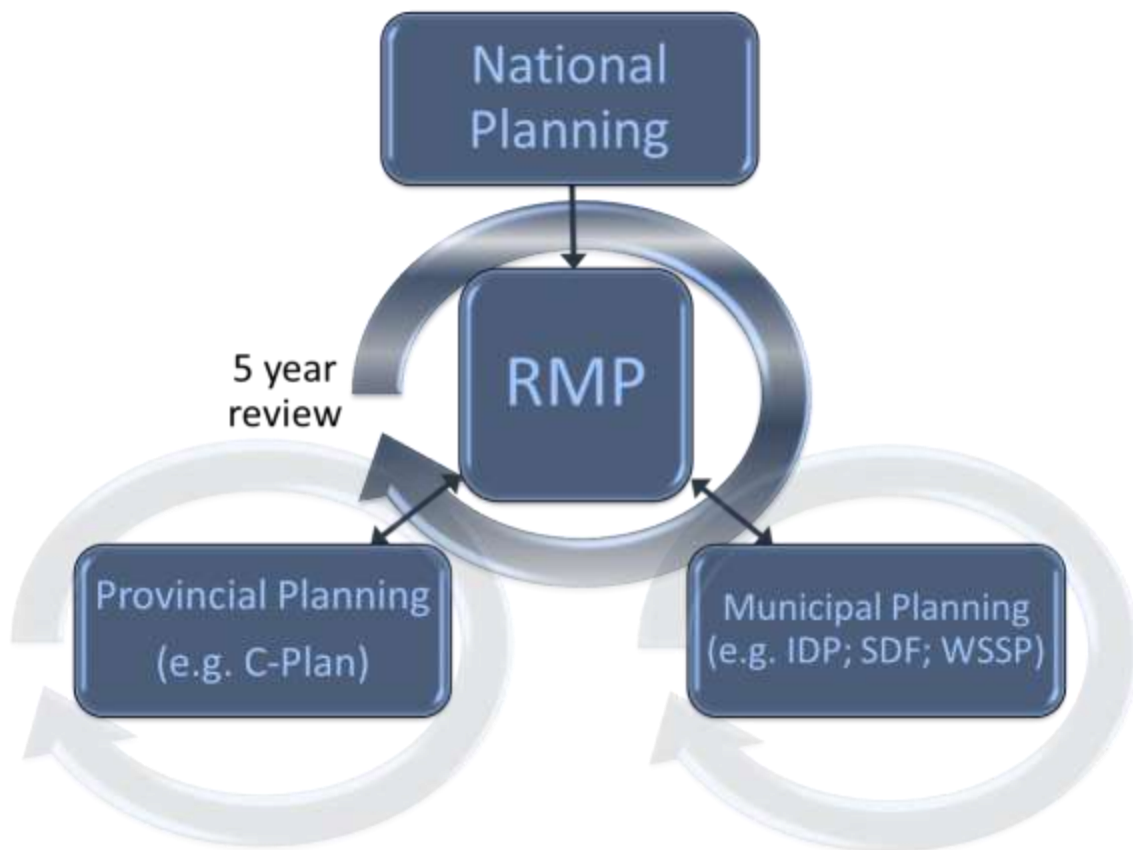 National
Planning
RMP
5 year
review
Provincial Planning
(e.g. C-Plan)
Municipal Planning
(e.g. IDP; SDF; WSSP)